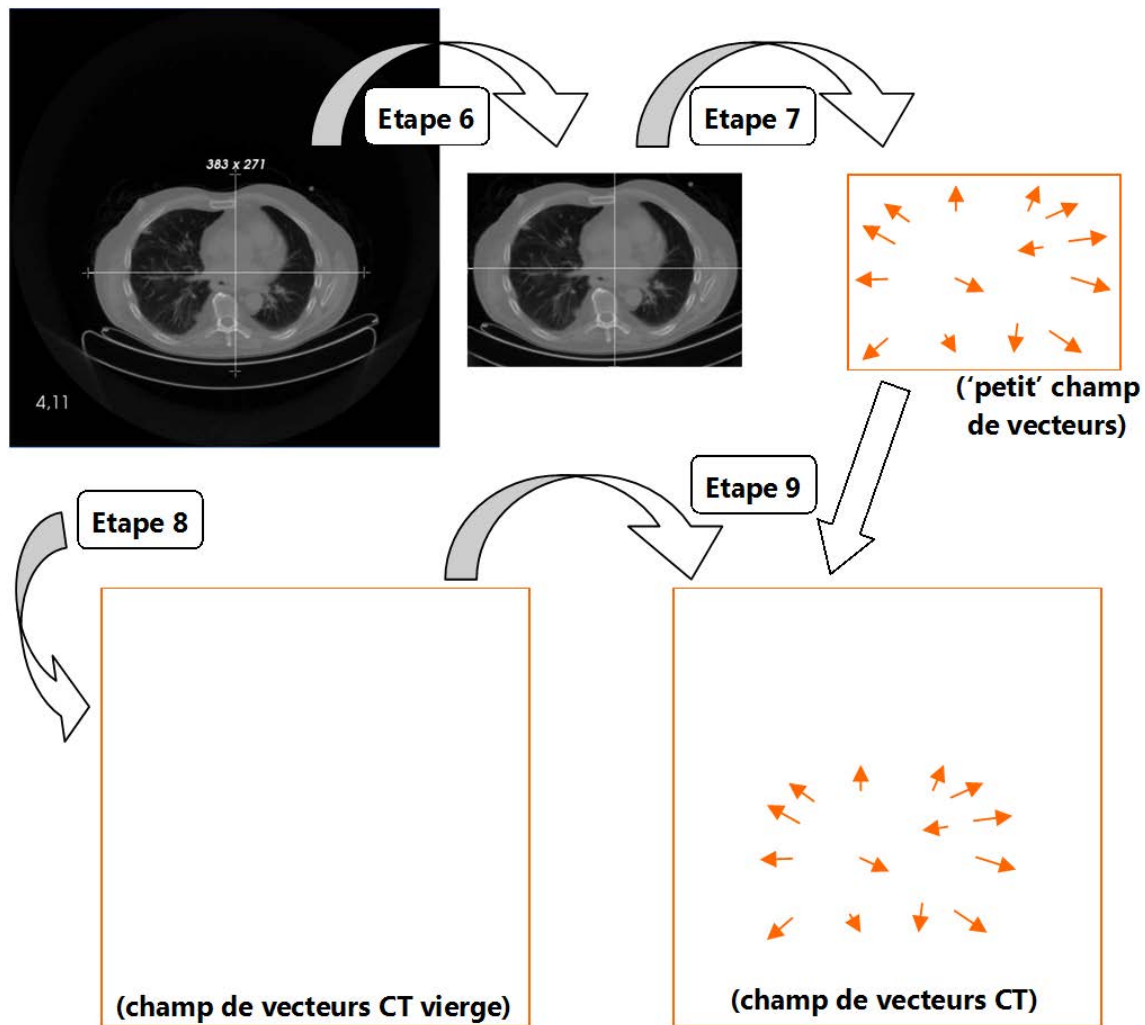 Etape 6
Etape 7
383 x 271
4,11
('petit' champ
de vecteurs)
Etape 8
Etape 9
(champ de vecteurs CT vierge)
(champ de vecteurs CT)